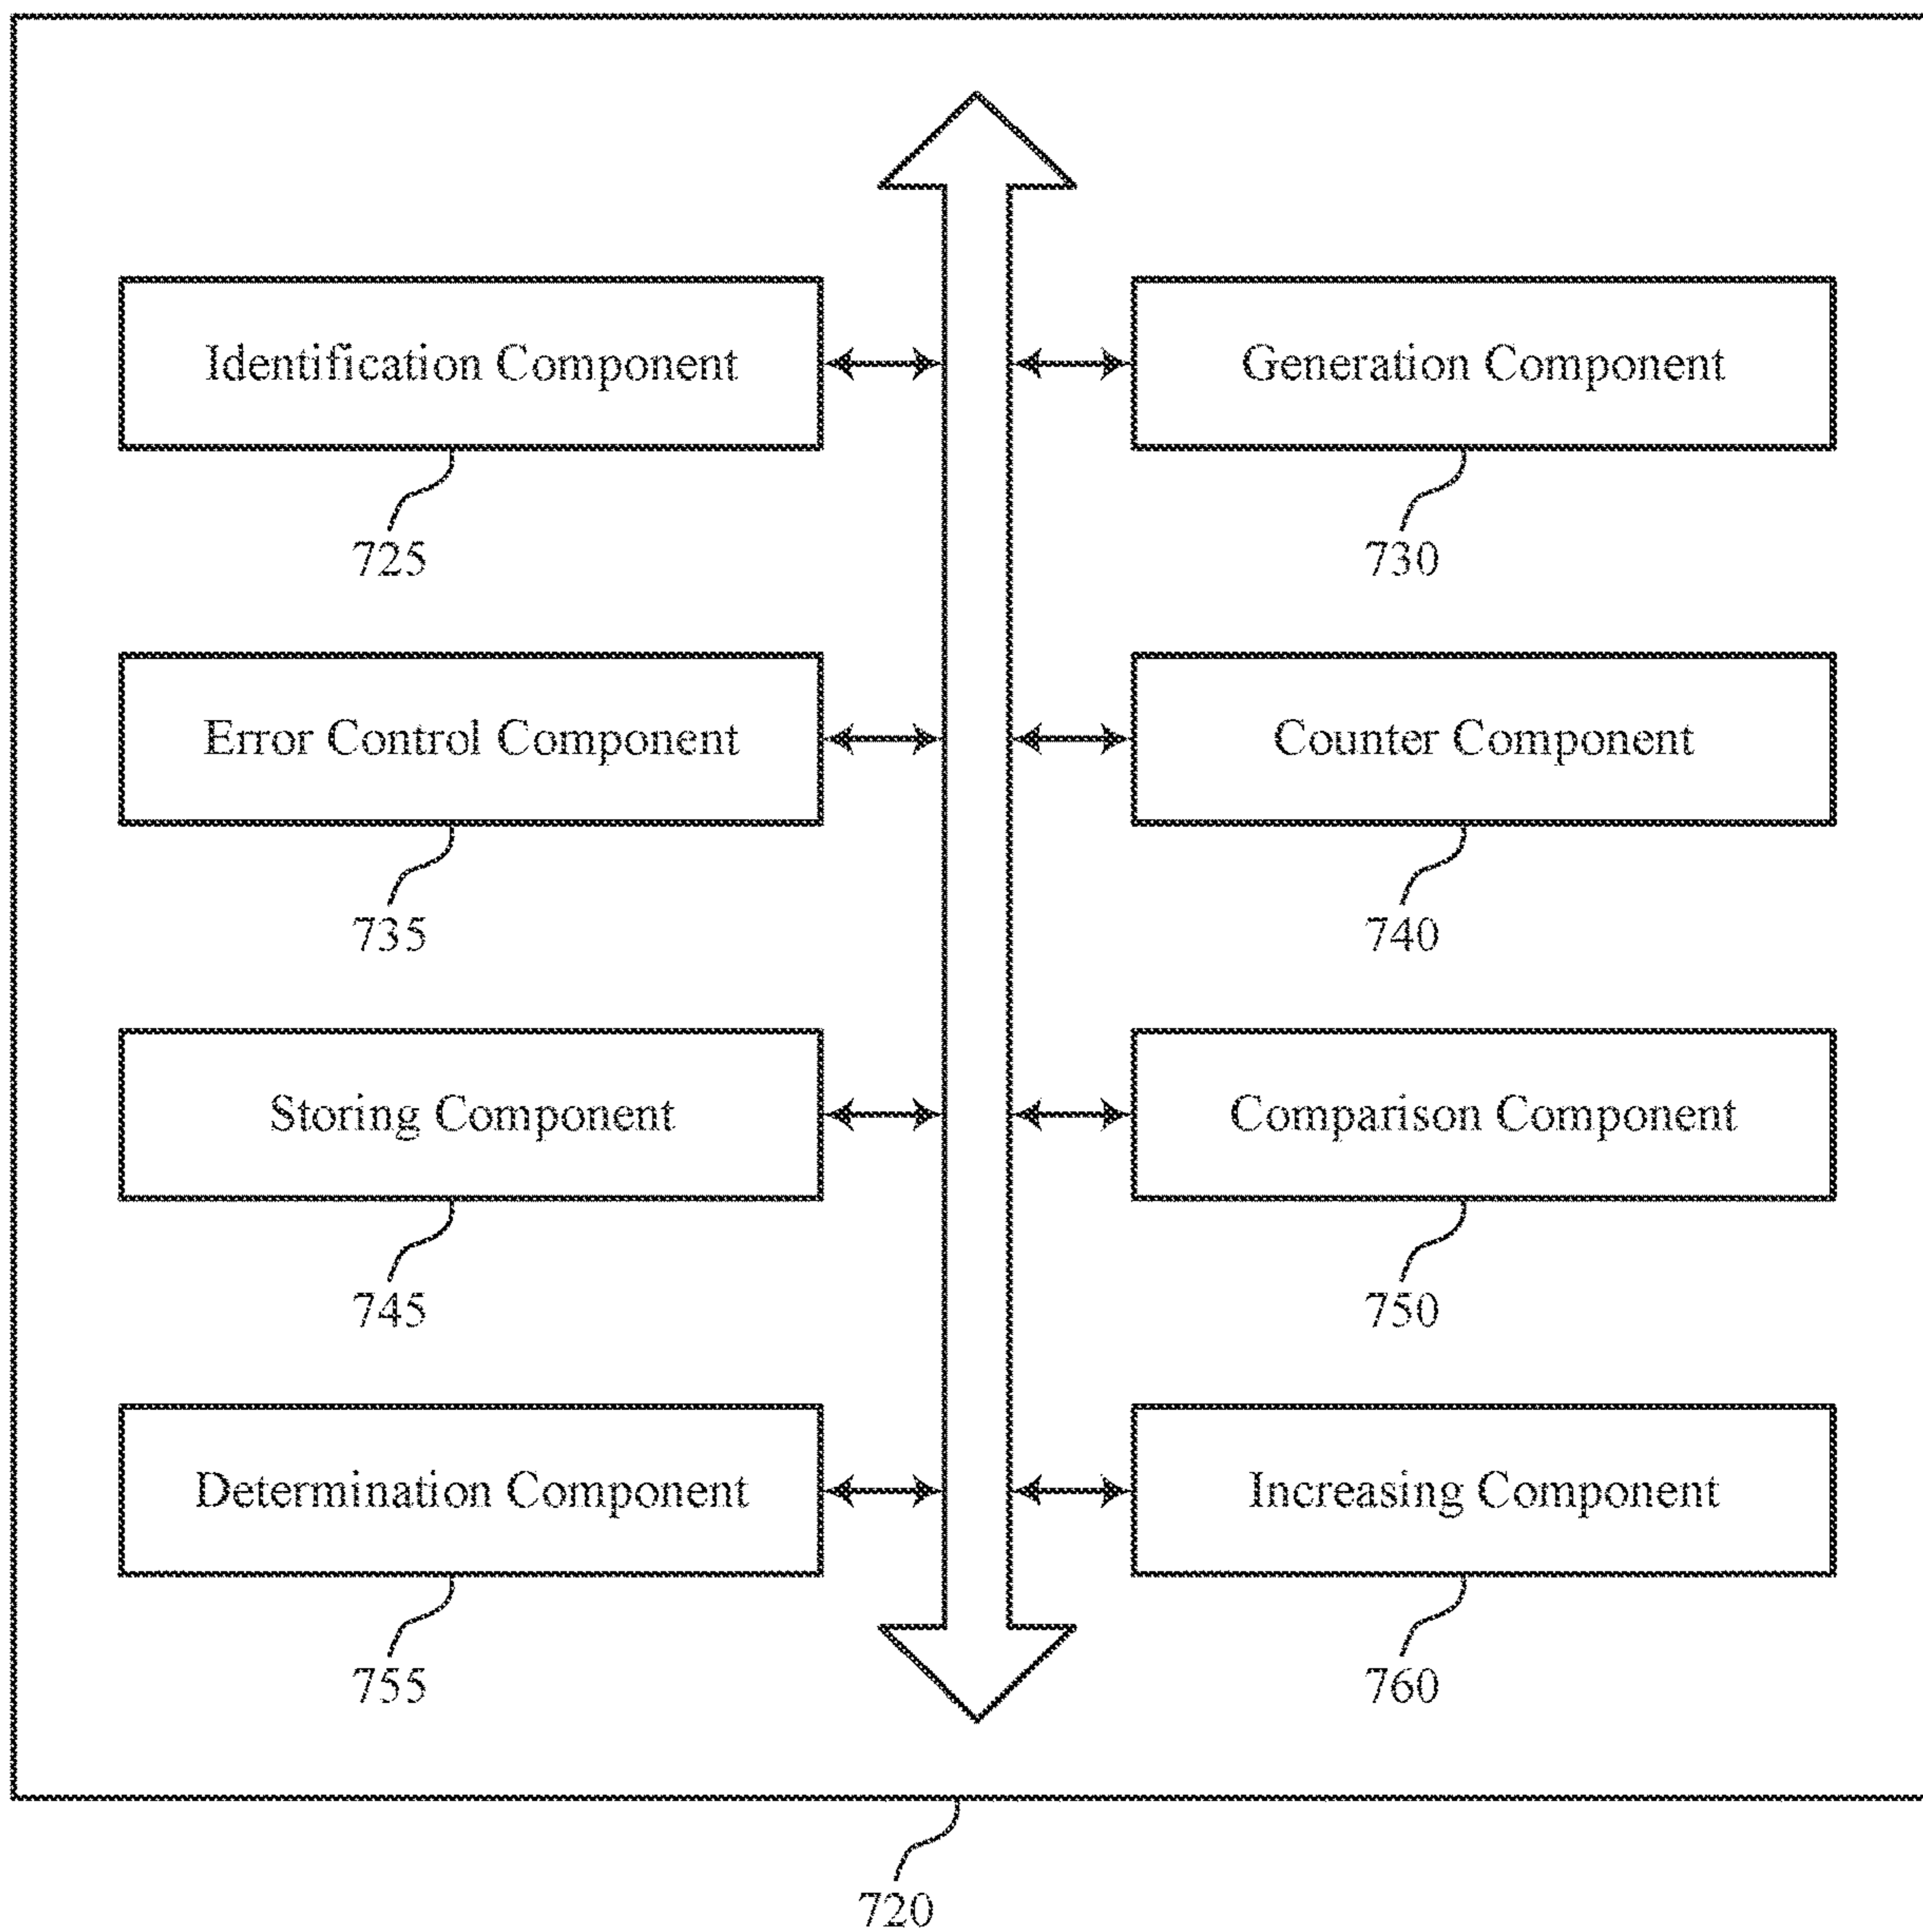 Identification Component
Generation Component
725
730
Error Control Component
Counter Component
735
740
Storing Component
Comparison Component
745
750
Determination Component
Increasing Component
755
760
720